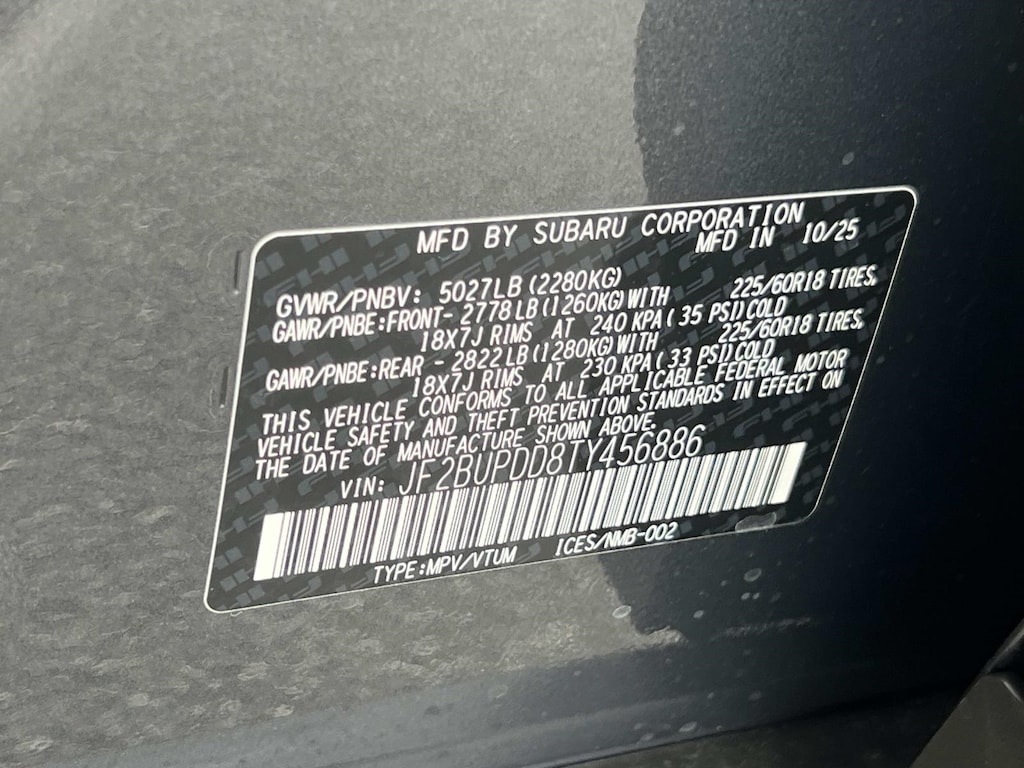 MFD BY SUBARU CORPORATION
MFD IN 10/25
GVWR/PNBV: 5027LB (2280KG)
GAWR/PNBE:FRONT- 2778LB (1260KG)WITH 225/60R18 TIRES,
18X7J RIMS AT 240 KPA ( 35 PSI)COLD
GAWR/PNBE:REAR - 2822LB (1280KG)WITH 225/60R18 TIRES,
18X7J RIMS AT 230 KPA ( 33 PSI)COLD
THIS VEHICLE CONFORMS TO ALL APPLICABLE FEDERAL MOTOR
VEHICLE SAFETY AND THEFT PREVENTION STANDARDS IN EFFECT ON
THE DATE OF MANUFACTURE SHOWN ABOVE.
VIN: JF2BUPDD8TY456886
TYPE:MPV/VTUM ICES/NMB-002